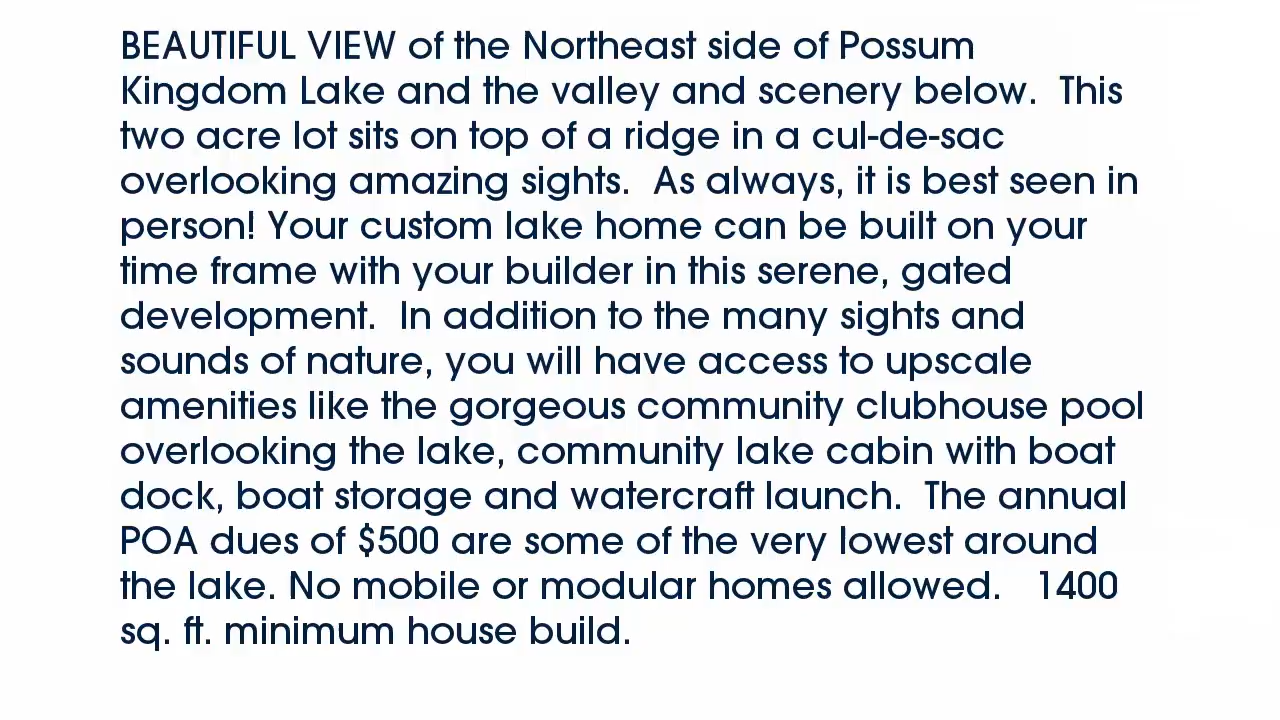 BEAUTIFUL VIEW of the Northeast side of Possum
Kingdom Lake and the valley and scenery below.  This
two acre lot sits on top of a ridge in a cul-de-sac
overlooking amazing sights.  As always, it is best seen in
person! Your custom lake home can be built on your
time frame with your builder in this serene, gated
development.  In addition to the many sights and
sounds of nature, you will have access to upscale
amenities like the gorgeous community clubhouse pool
overlooking the lake, community lake cabin with boat
dock, boat storage and watercraft launch.  The annual
POA dues of $500 are some of the very lowest around
the lake. No mobile or modular homes allowed.   1400
sq. ft. minimum house build.